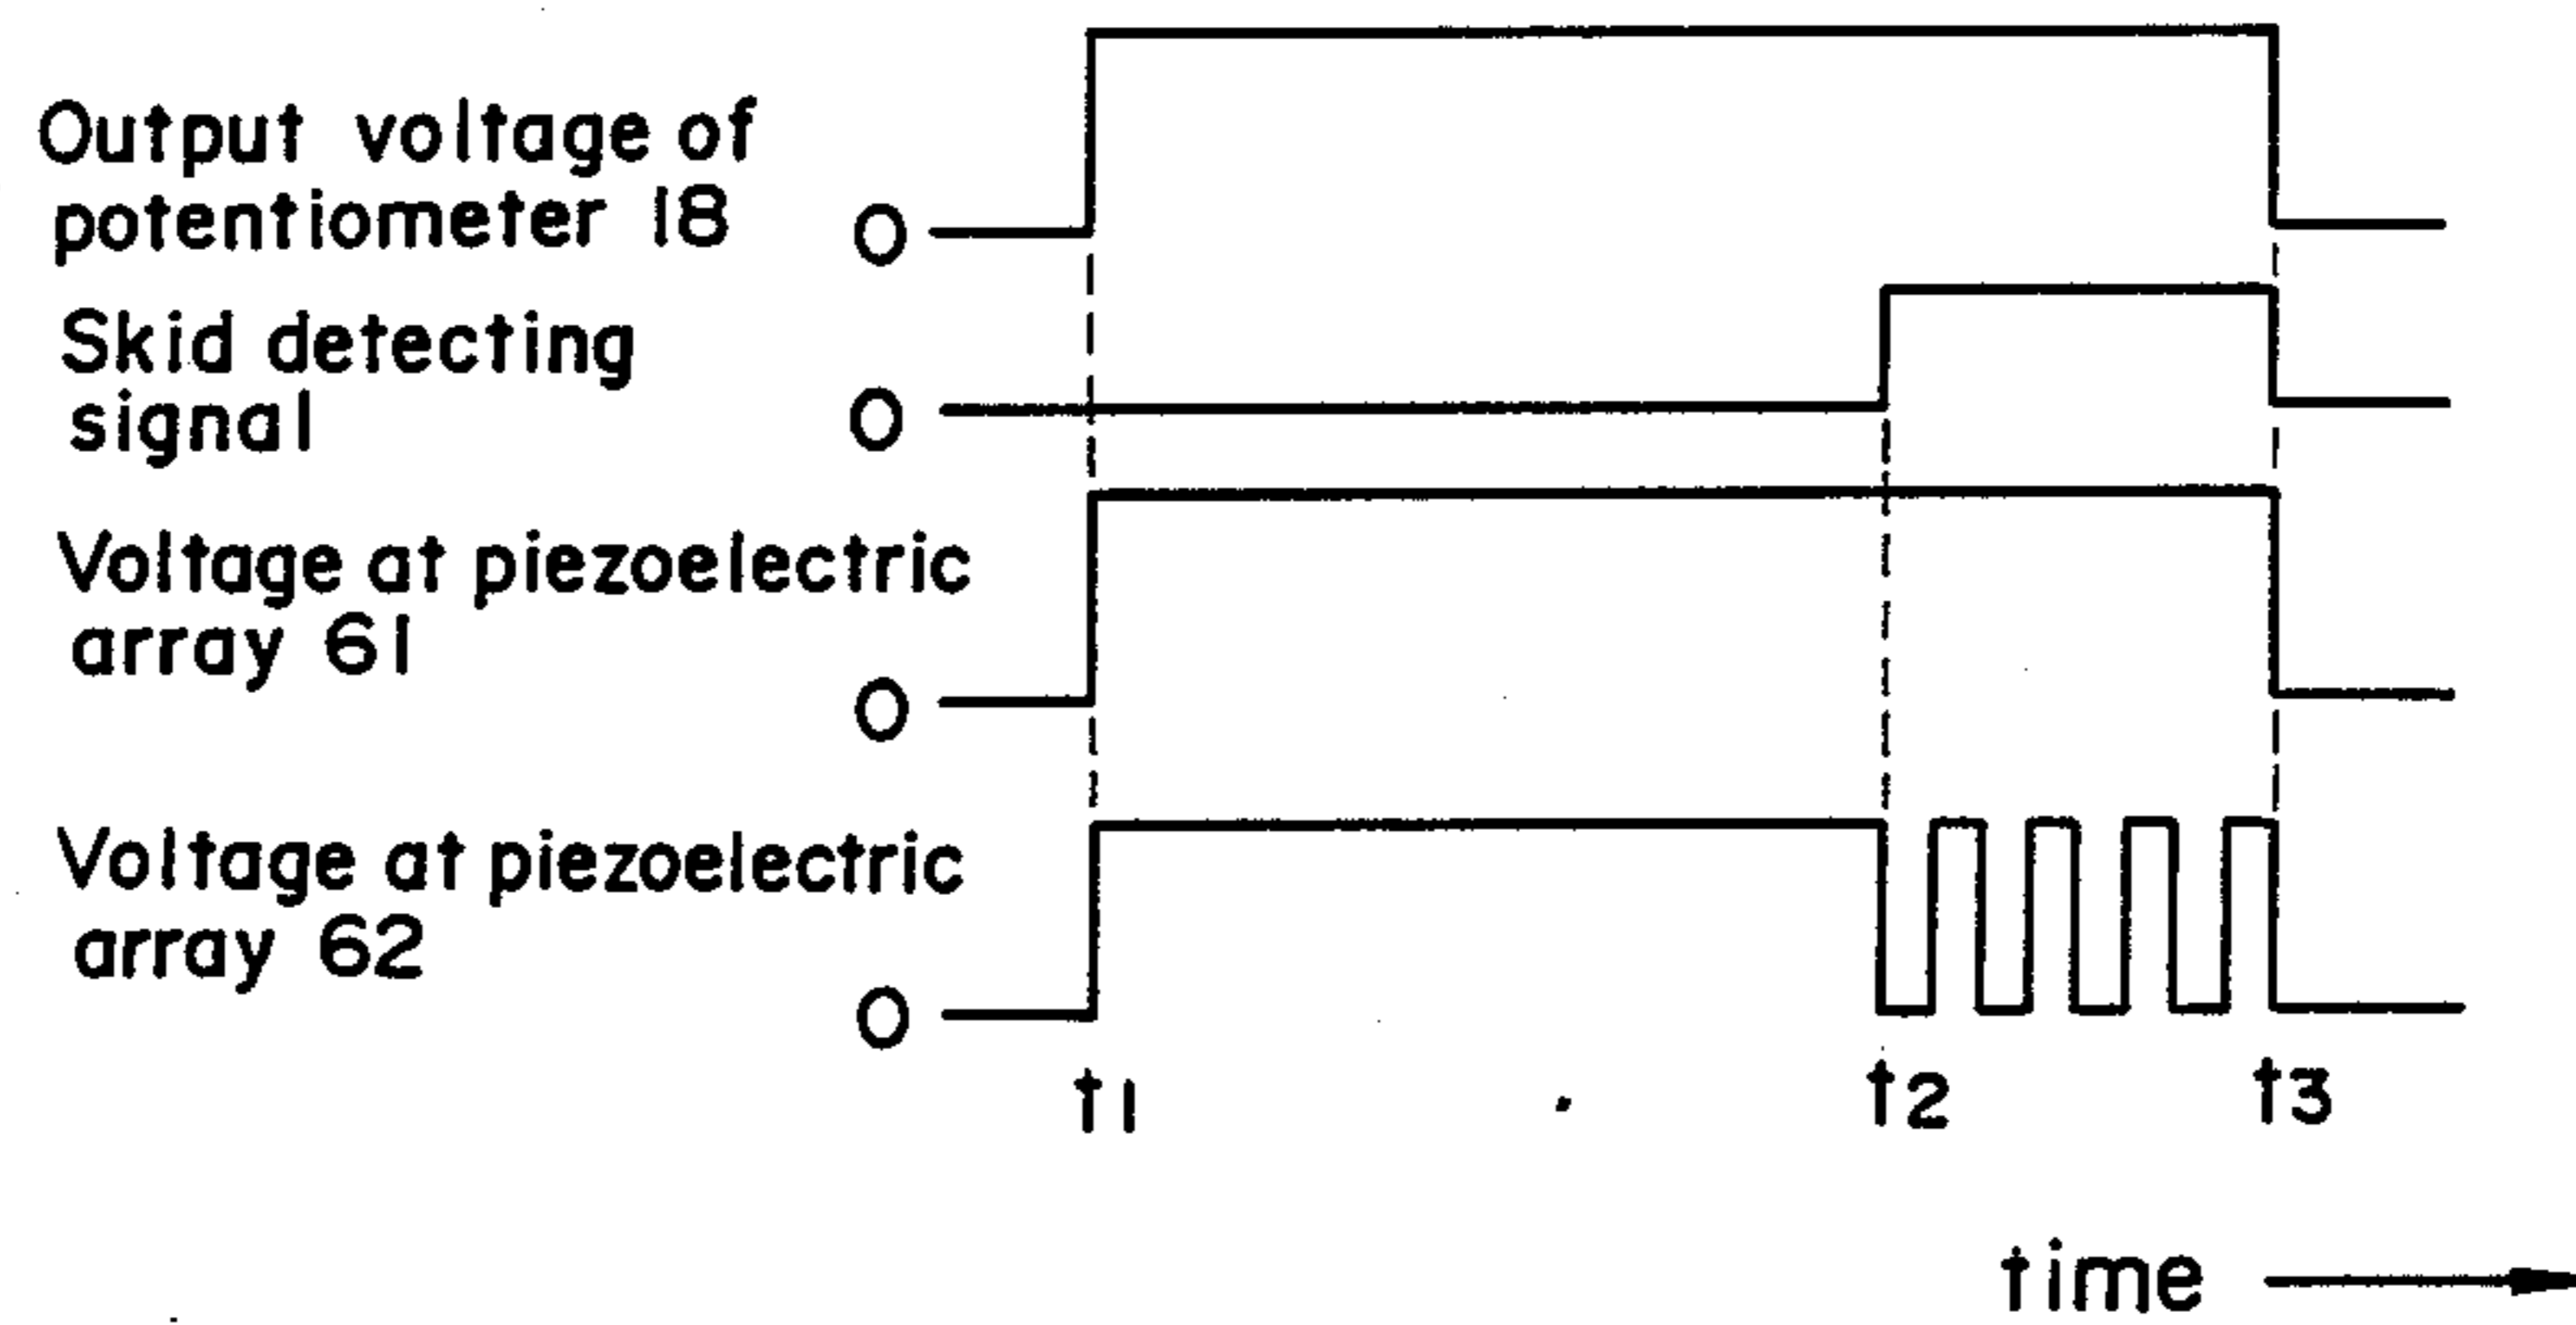 Output voltage of
potentiometer 18
0
Skid detecting
signal
0
Voltage at piezoelectric
array 61
0
Voltage at piezoelectric
array 62
0
t1 t2 t3
time